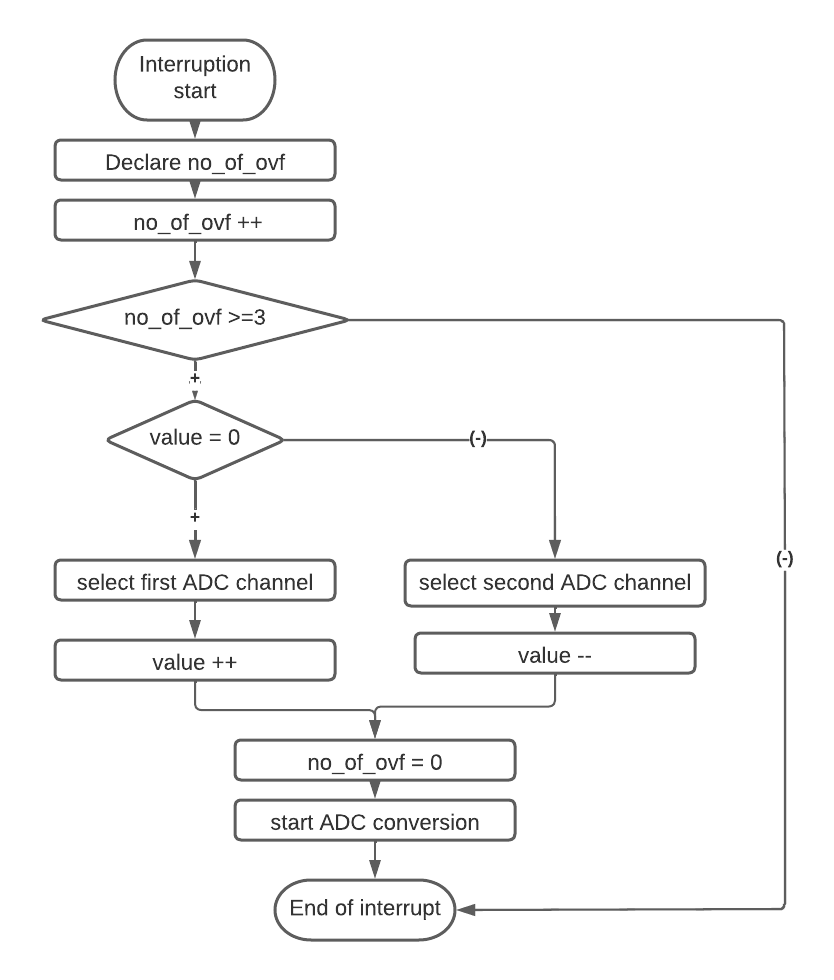 Interruption
start
Declare no_of_ovf
no_of_ovf ++
no_of_ovf >=3
+
value = 0
(-)
+
(-)
select first ADC channel
select second ADC channel
value ++
value --
no_of_ovf = 0
start ADC conversion
End of interrupt